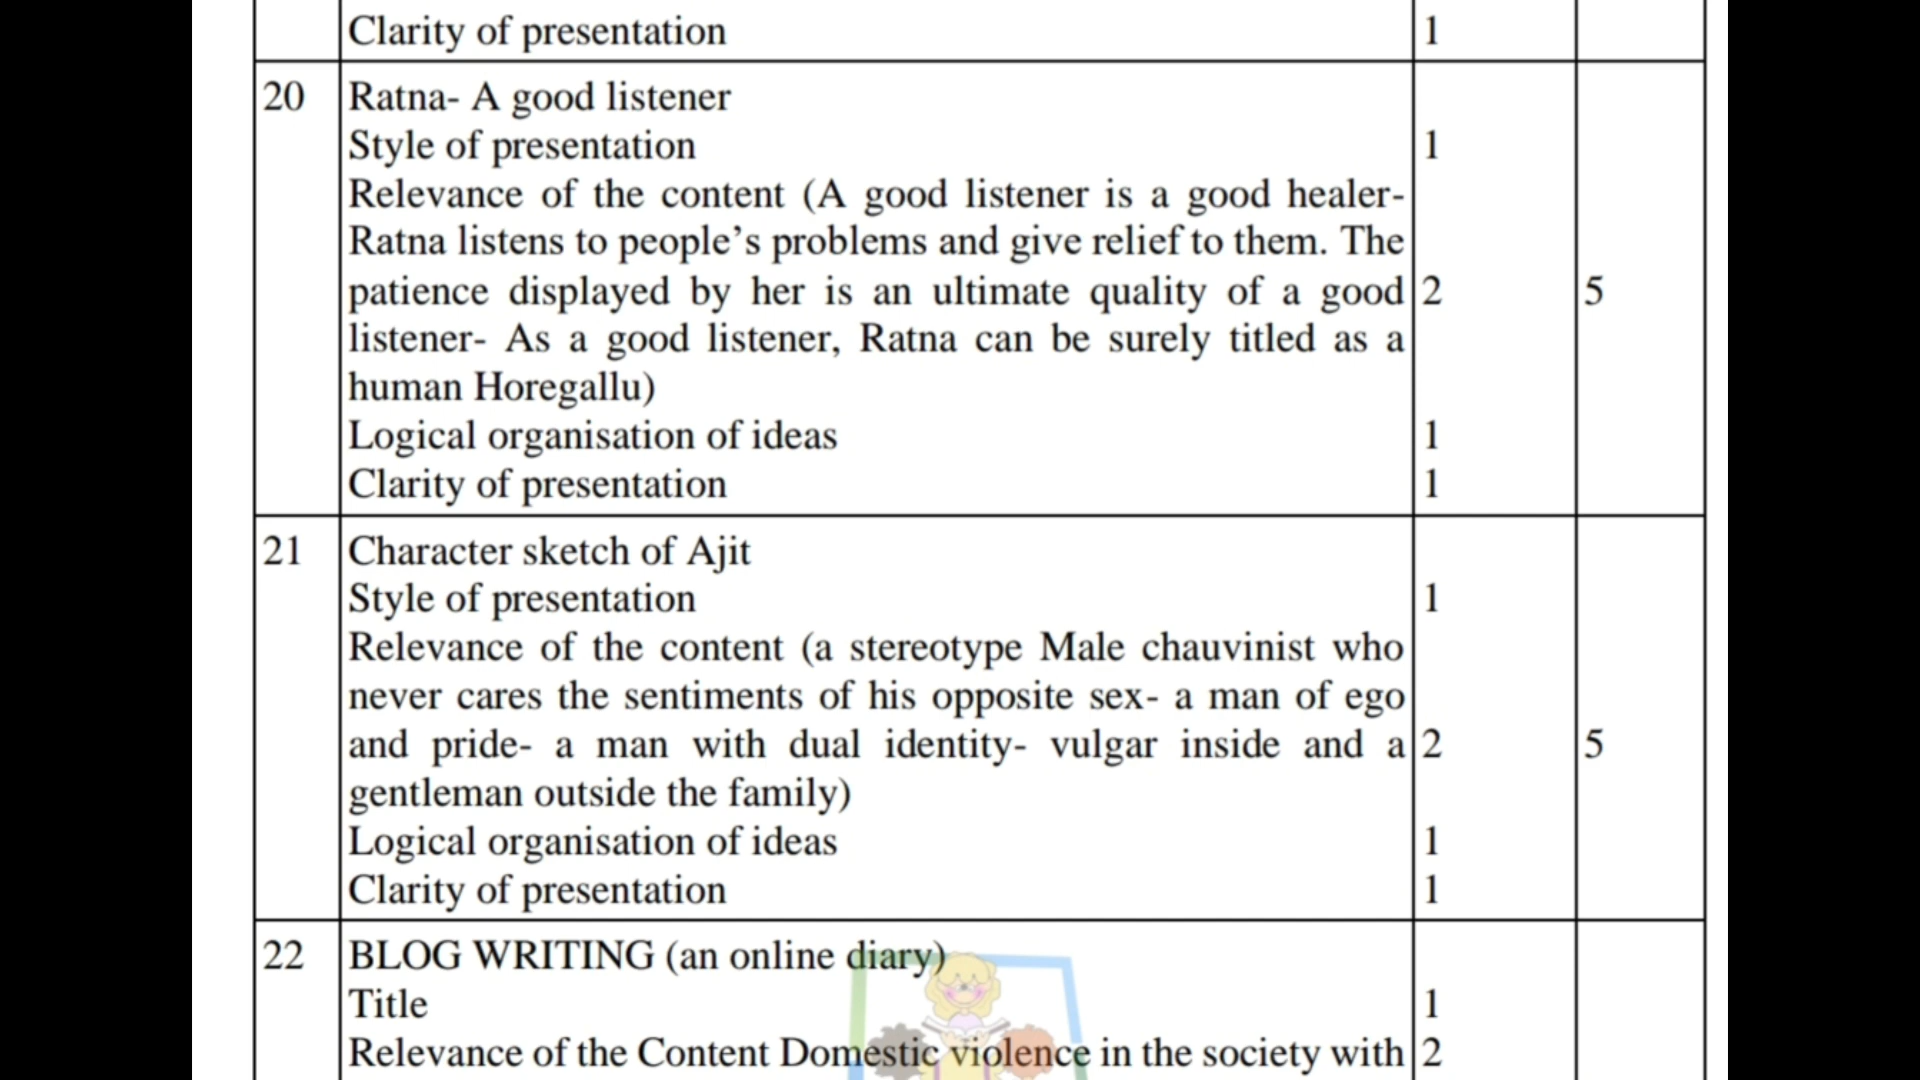 Clarity of presentation 1
20 Ratna- A good listener
Style of presentation 1
Relevance of the content (A good listener is a good healer-
Ratna listens to people’s problems and give relief to them. The
patience displayed by her is an ultimate quality of a good 2 5
listener- As a good listener, Ratna can be surely titled as a
human Horegallu)
Logical organisation of ideas 1
Clarity of presentation 1
21 Character sketch of Ajit
Style of presentation 1
Relevance of the content (a stereotype Male chauvinist who
never cares the sentiments of his opposite sex- a man of ego
and pride- a man with dual identity- vulgar inside and a 2 5
gentleman outside the family)
Logical organisation of ideas 1
Clarity of presentation 1
22 BLOG WRITING (an online diary)
Title 1
Relevance of the Content Domestic violence in the society with 2